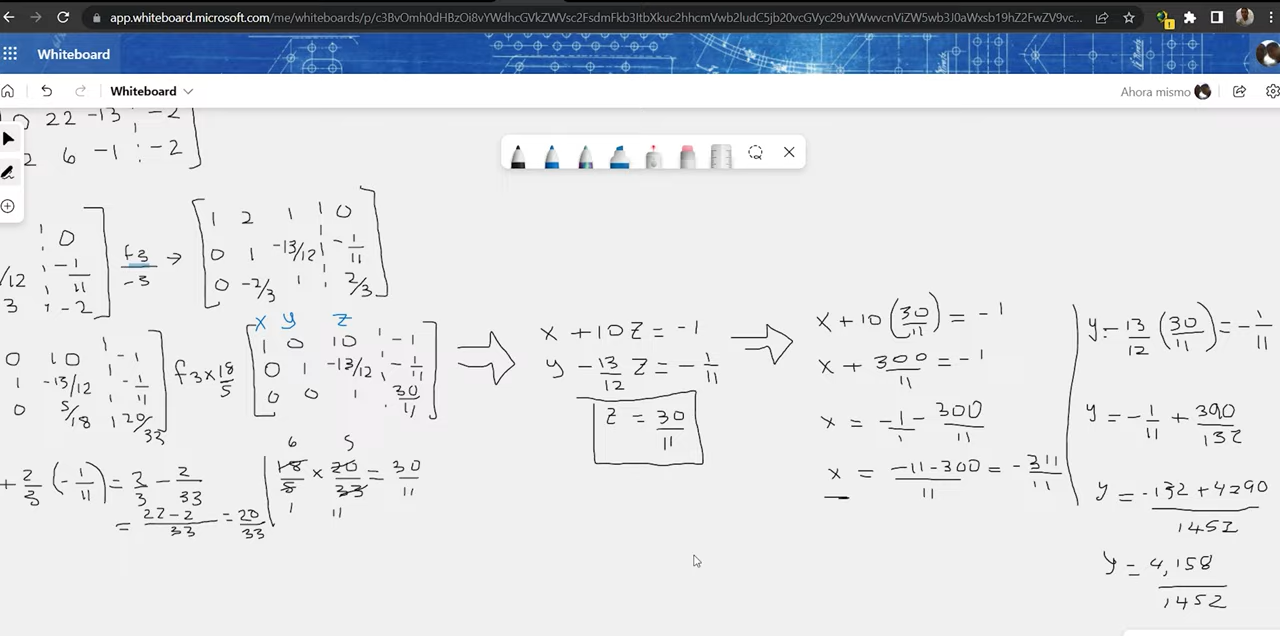 app.whiteboard.microsoft.com
Whiteboard
Whiteboard
Ahora mismo
0 22 -13 -2
2 6 -1 -2
0
/12 -1/11
3 -2
f3/-3 →
1 2 1 0
0 1 -13/12 -1/11
0 -2/3 1 2/3
0 10 -1
1 -13/12 -1/11
0 5/18 20/33
f3 x 18/5
x y z
1 0 10 -1
0 1 -13/12 -1/11
0 0 1 30/11
x + 10z = -1
y - 13/12 z = -1/11
z = 30/11
x + 10(30/11) = -1
x + 300/11 = -1
x = -1/1 - 300/11
x = -11-300/11 = -311/11
y - 13/12 (30/11) = -1/11
y = -1/11 + 390/132
y = -132+4290/1452
y = 4,158/1452
+ 2/3 (-1/11) = 3/3 - 2/33
= 22-2/33 = 20/33
6 5
18/5 x 20/33 = 30/11
1 11